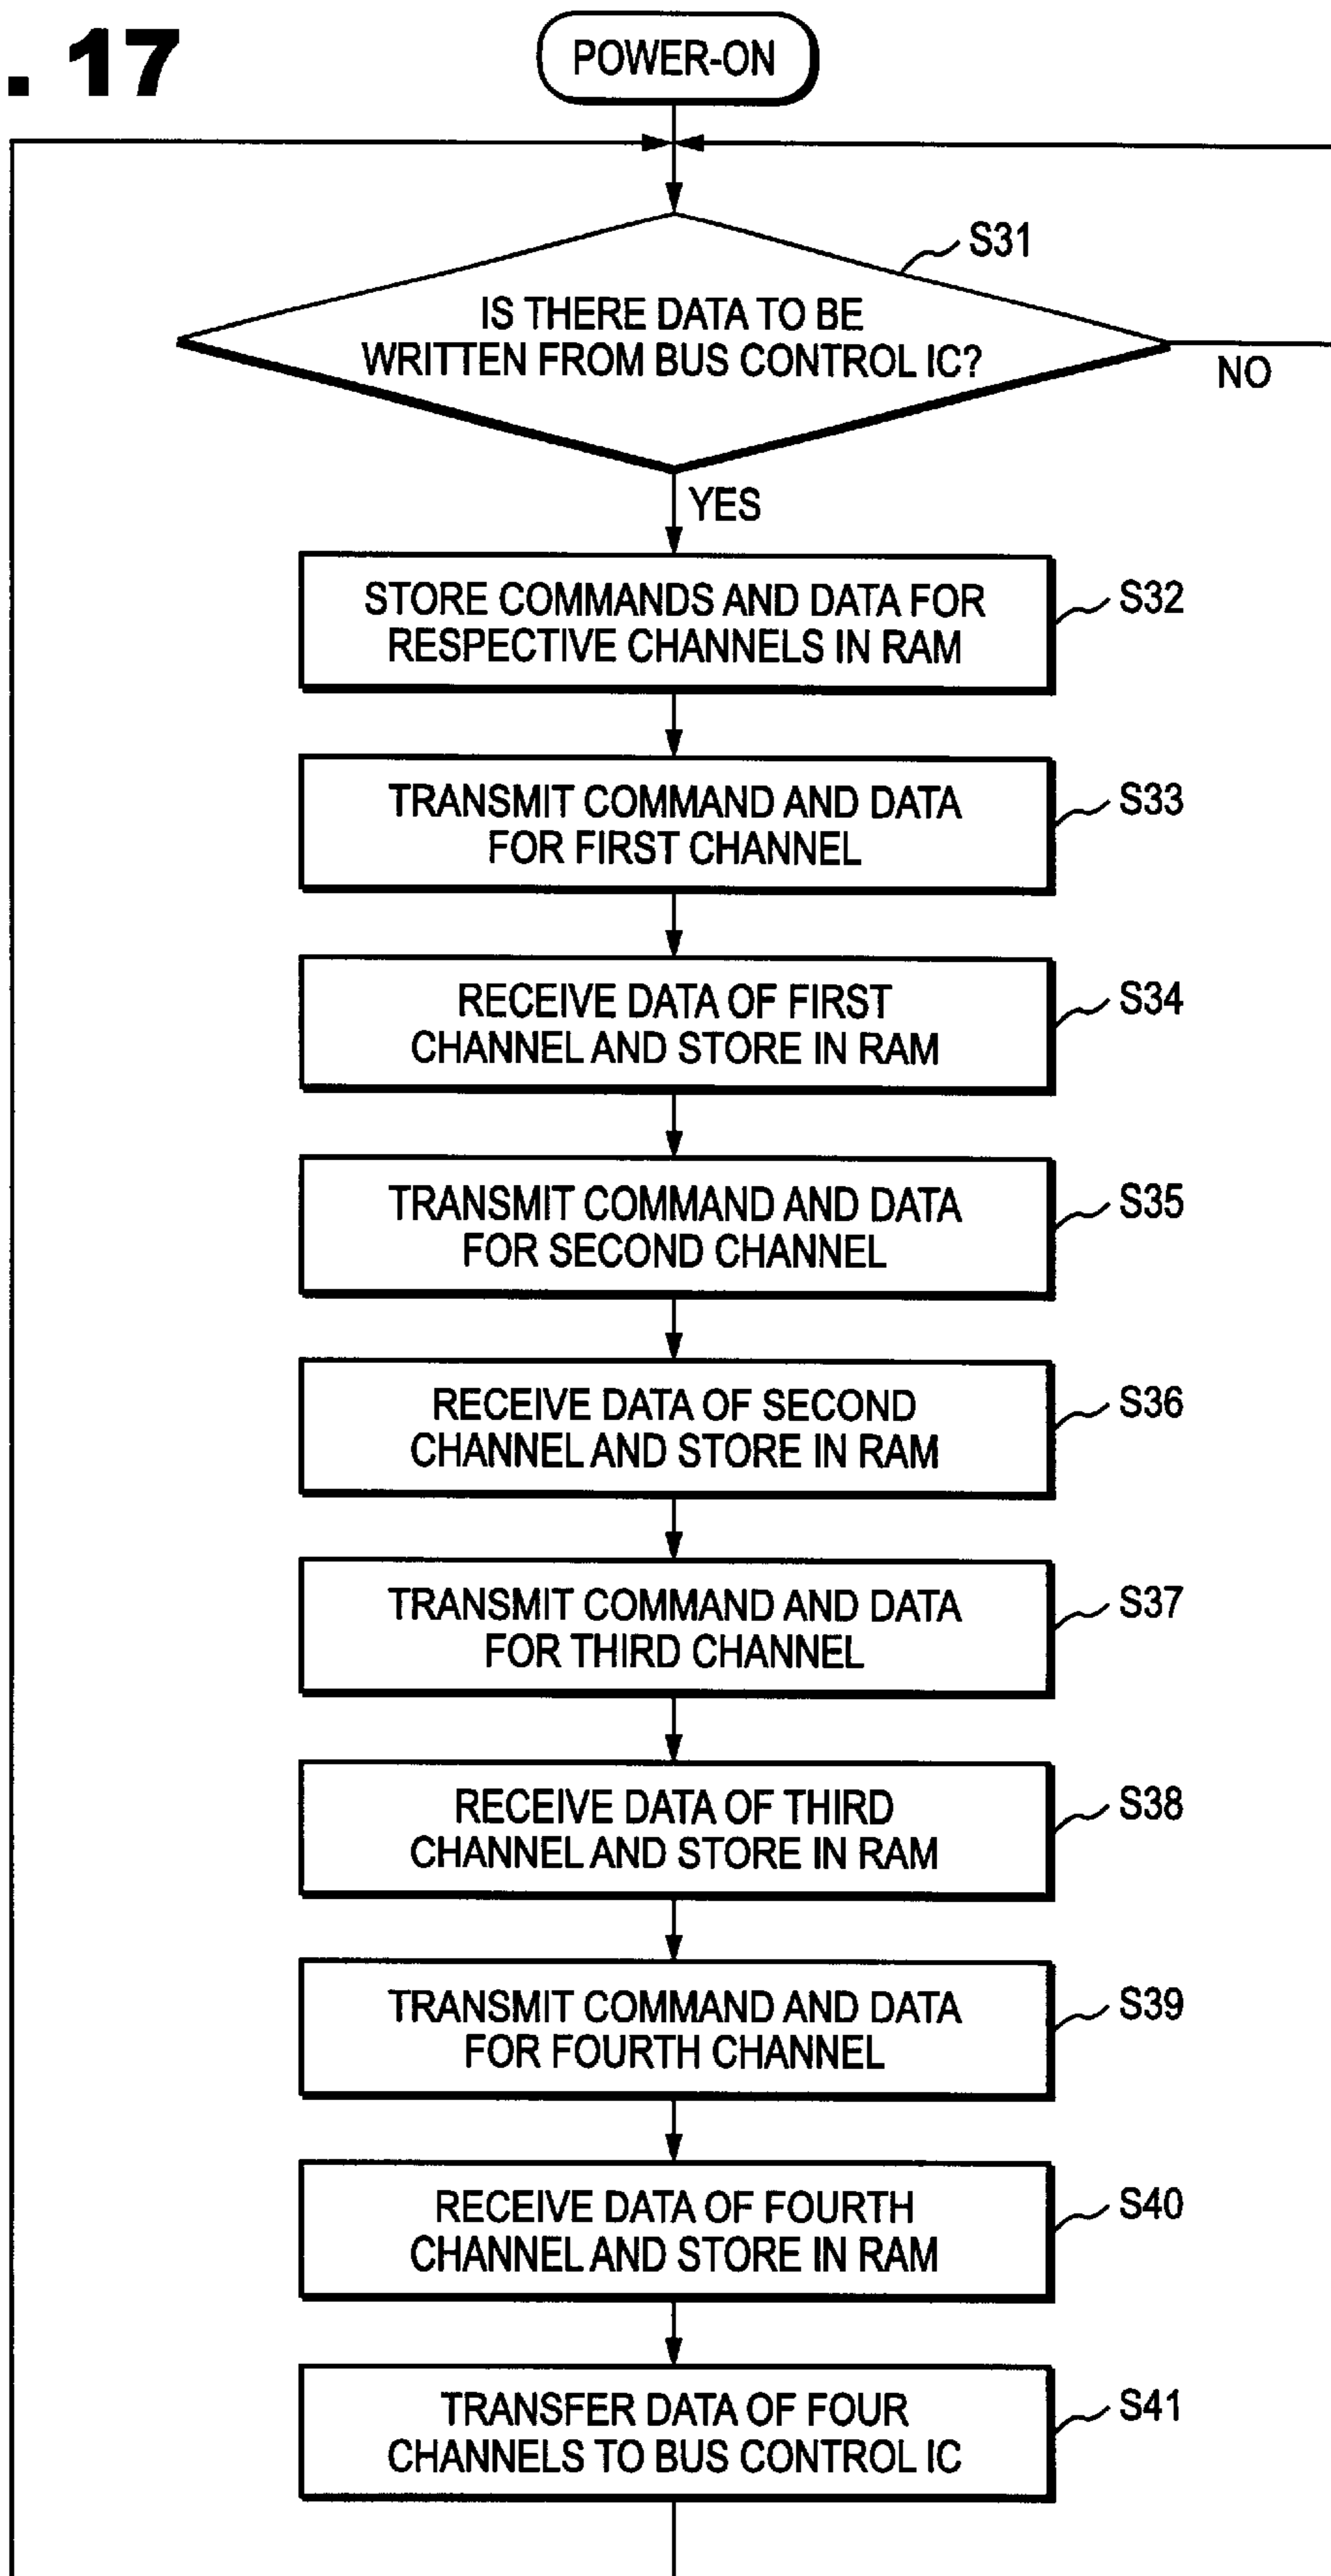 . 17
POWER-ON
S31
IS THERE DATA TO BE
WRITTEN FROM BUS CONTROL IC?
NO
YES
STORE COMMANDS AND DATA FOR
RESPECTIVE CHANNELS IN RAM
S32
TRANSMIT COMMAND AND DATA
FOR FIRST CHANNEL
S33
RECEIVE DATA OF FIRST
CHANNEL AND STORE IN RAM
S34
TRANSMIT COMMAND AND DATA
FOR SECOND CHANNEL
S35
RECEIVE DATA OF SECOND
CHANNEL AND STORE IN RAM
S36
TRANSMIT COMMAND AND DATA
FOR THIRD CHANNEL
S37
RECEIVE DATA OF THIRD
CHANNEL AND STORE IN RAM
S38
TRANSMIT COMMAND AND DATA
FOR FOURTH CHANNEL
S39
RECEIVE DATA OF FOURTH
CHANNEL AND STORE IN RAM
S40
TRANSFER DATA OF FOUR
CHANNELS TO BUS CONTROL IC
S41